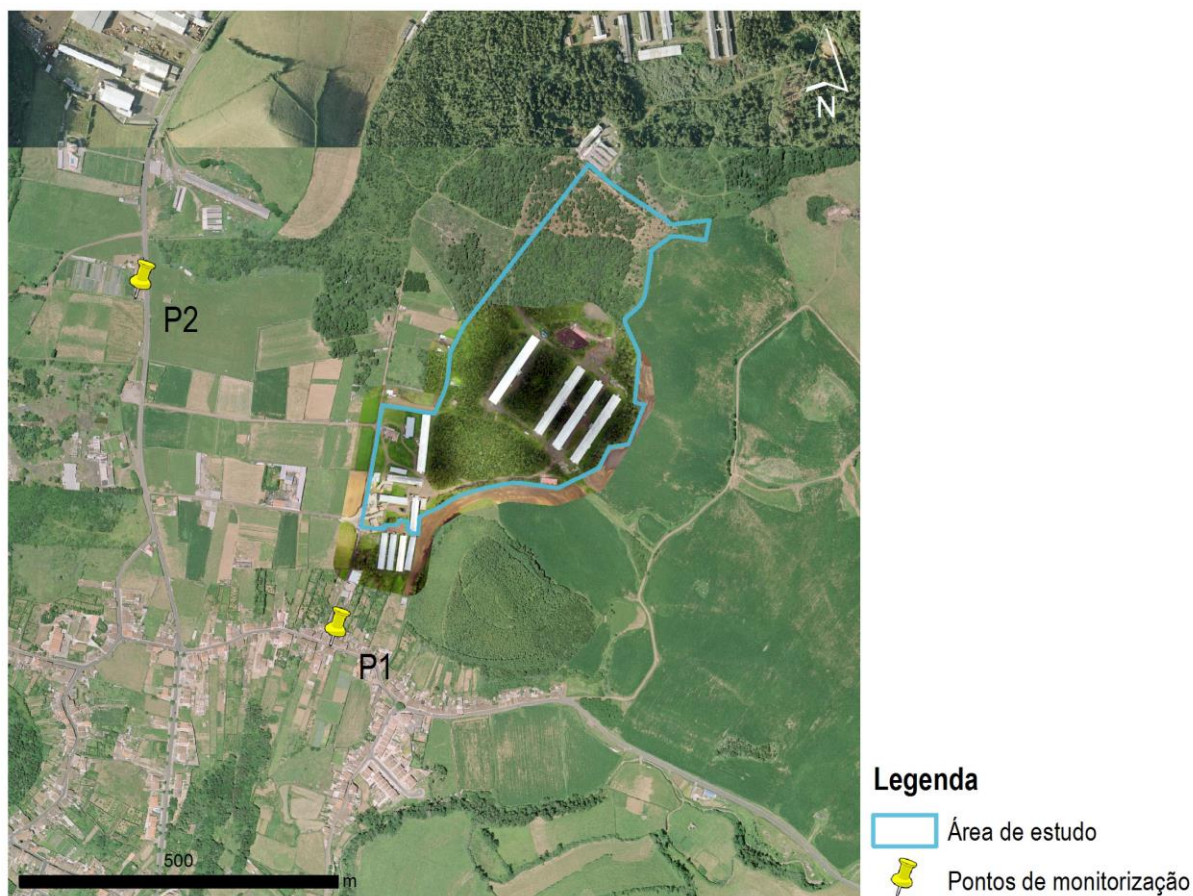 N
P2
P1
500
m
Legenda
Área de estudo
Pontos de monitorização